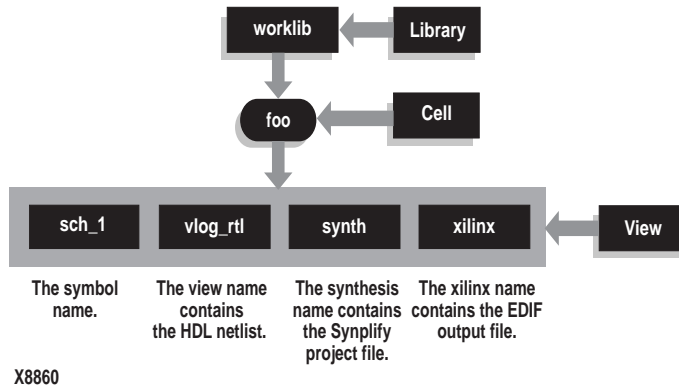 worklib
Library
foo
Cell
sch_1
vlog_rtl
synth
xilinx
View
The symbol
name.
The view name
contains
the HDL netlist.
The synthesis
name contains
the Synplify
project file.
The xilinx name
contains the EDIF
output file.
X8860